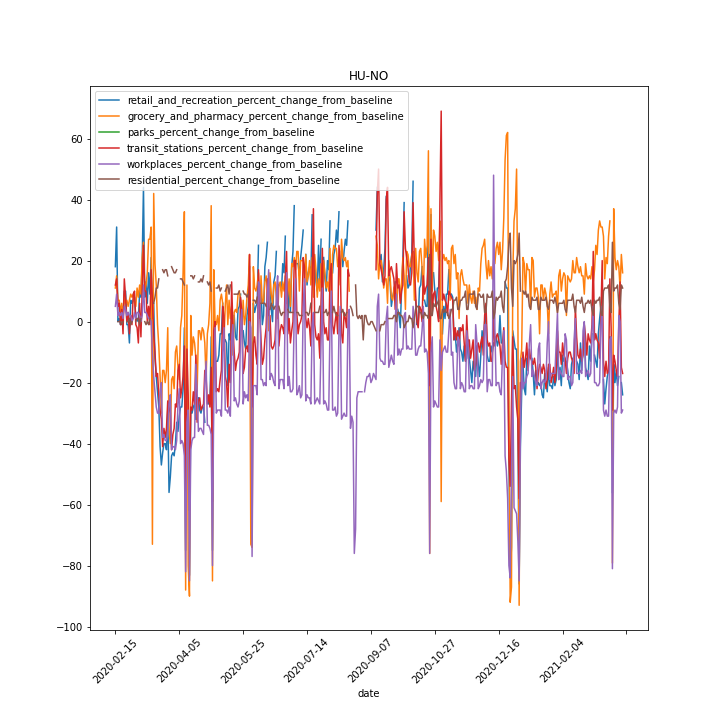 HU-NO
retail_and_recreation_percent_change_from_baseline
grocery_and_pharmacy_percent_change_from_baseline
parks_percent_change_from_baseline
transit_stations_percent_change_from_baseline
workplaces_percent_change_from_baseline
residential_percent_change_from_baseline
60
40
20
0
−20
−40
−60
−80
−100
2020-02-15
2020-04-05
2020-05-25
2020-07-14
2020-09-07
2020-10-27
2020-12-16
2021-02-04
date